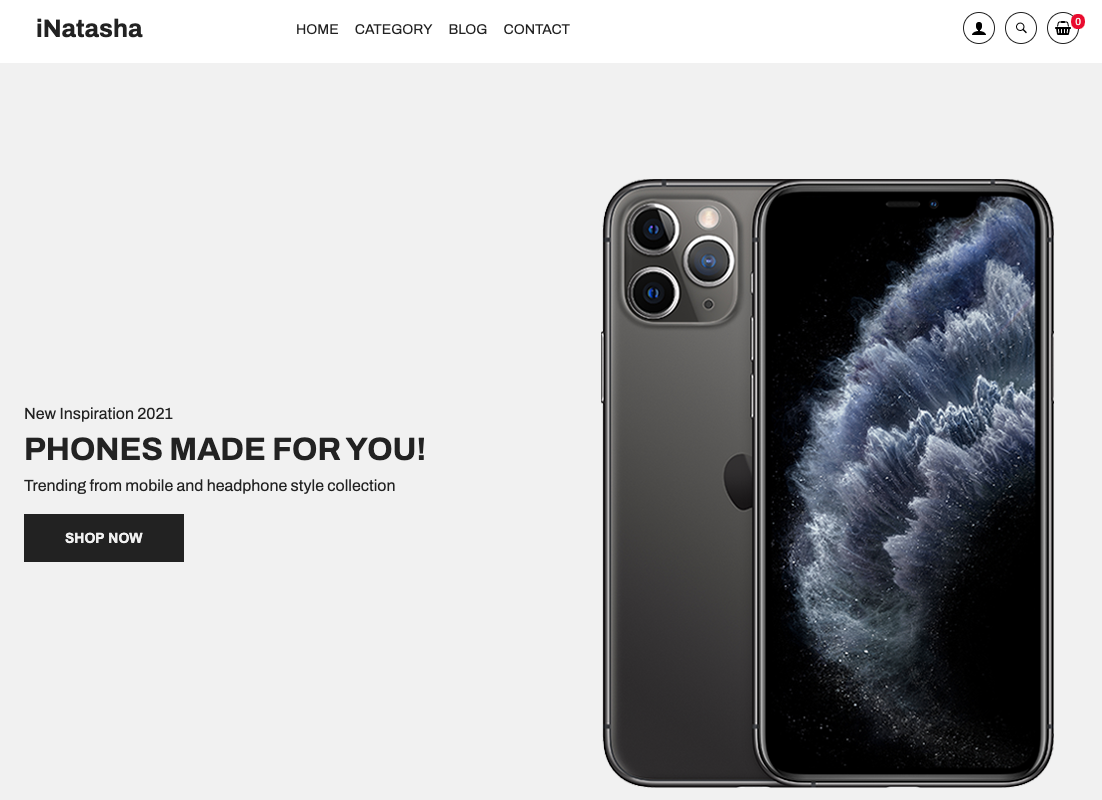 iNatasha
HOME CATEGORY BLOG CONTACT
0
New Inspiration 2021
PHONES MADE FOR YOU!
Trending from mobile and headphone style collection
SHOP NOW